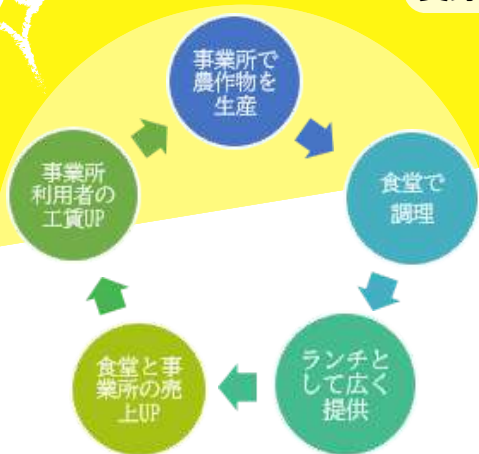 事業所で
農作物を
生産
食堂で
調理
ランチと
して広く
提供
食堂と事
業所の売
上UP
事業所
利用者の
工賃UP